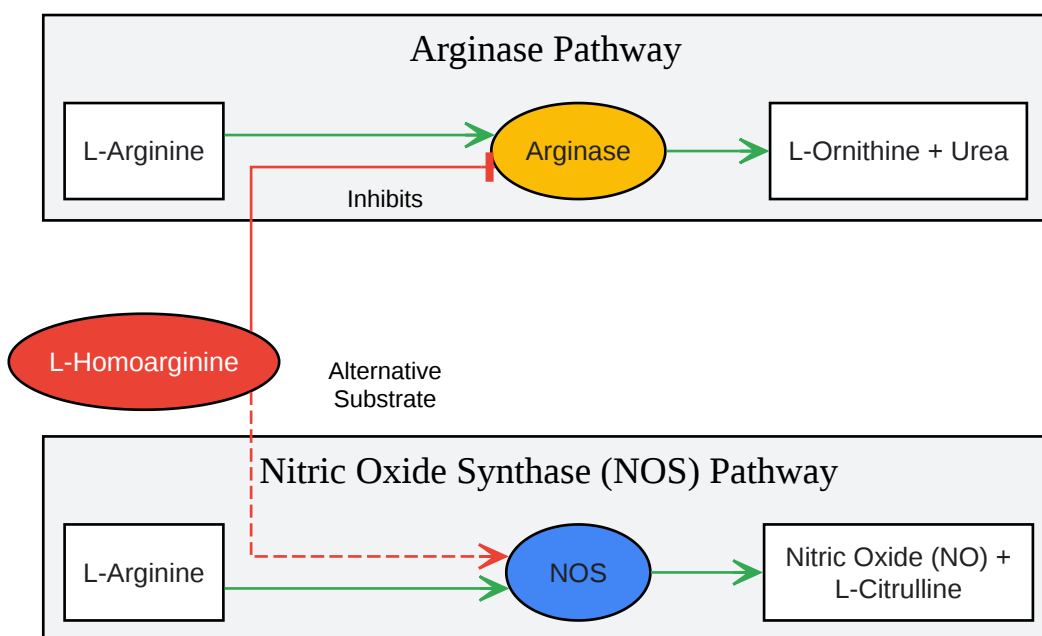 Arginase Pathway
L-Arginine
Arginase
L-Ornithine + Urea
Inhibits
L-Homoarginine
Alternative
Substrate
Nitric Oxide Synthase (NOS) Pathway
L-Arginine
NOS
Nitric Oxide (NO) +
L-Citrulline